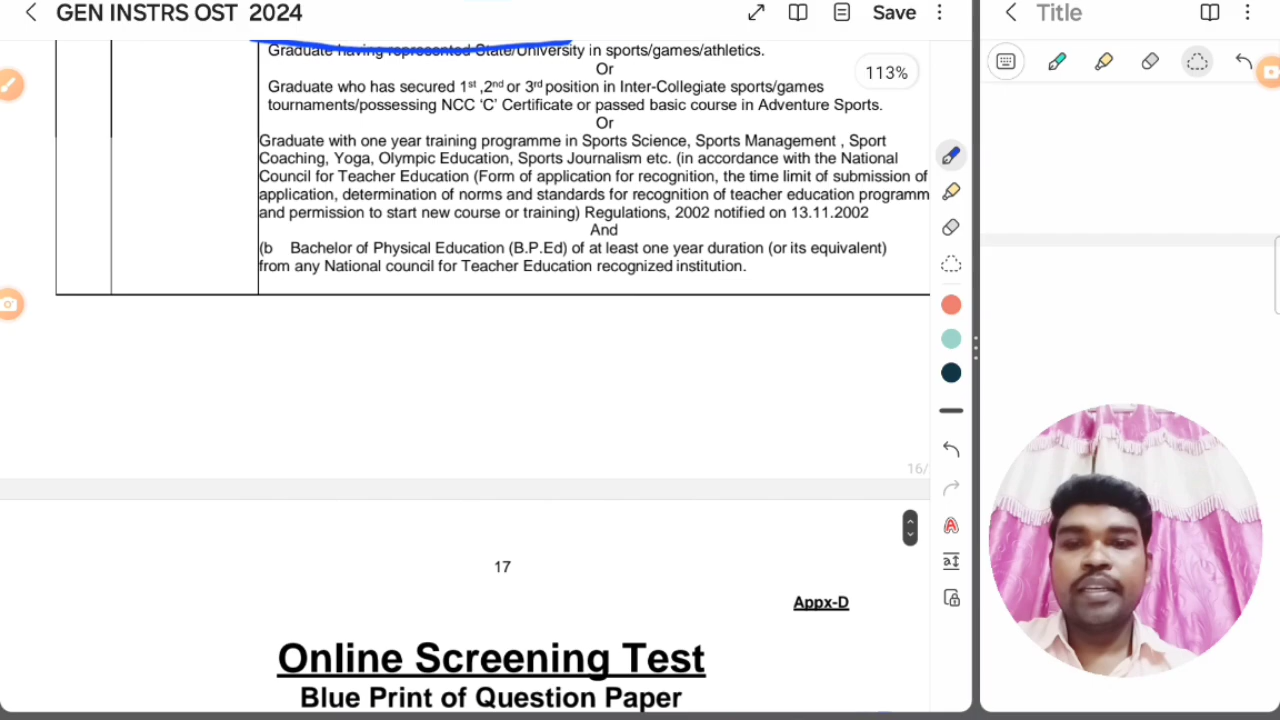 GEN INSTRS OST 2024
Save
Title
113%
Graduate having represented State/University in sports/games/athletics.
Or
Graduate who has secured 1st ,2nd or 3rd position in Inter-Collegiate sports/games
tournaments/possessing NCC ‘C’ Certificate or passed basic course in Adventure Sports.
Or
Graduate with one year training programme in Sports Science, Sports Management , Sport
Coaching, Yoga, Olympic Education, Sports Journalism etc. (in accordance with the National
Council for Teacher Education (Form of application for recognition, the time limit of submission of
application, determination of norms and standards for recognition of teacher education programm
and permission to start new course or training) Regulations, 2002 notified on 13.11.2002
And
(b Bachelor of Physical Education (B.P.Ed) of at least one year duration (or its equivalent)
from any National council for Teacher Education recognized institution.
16/
17
Appx-D
Online Screening Test
Blue Print of Question Paper